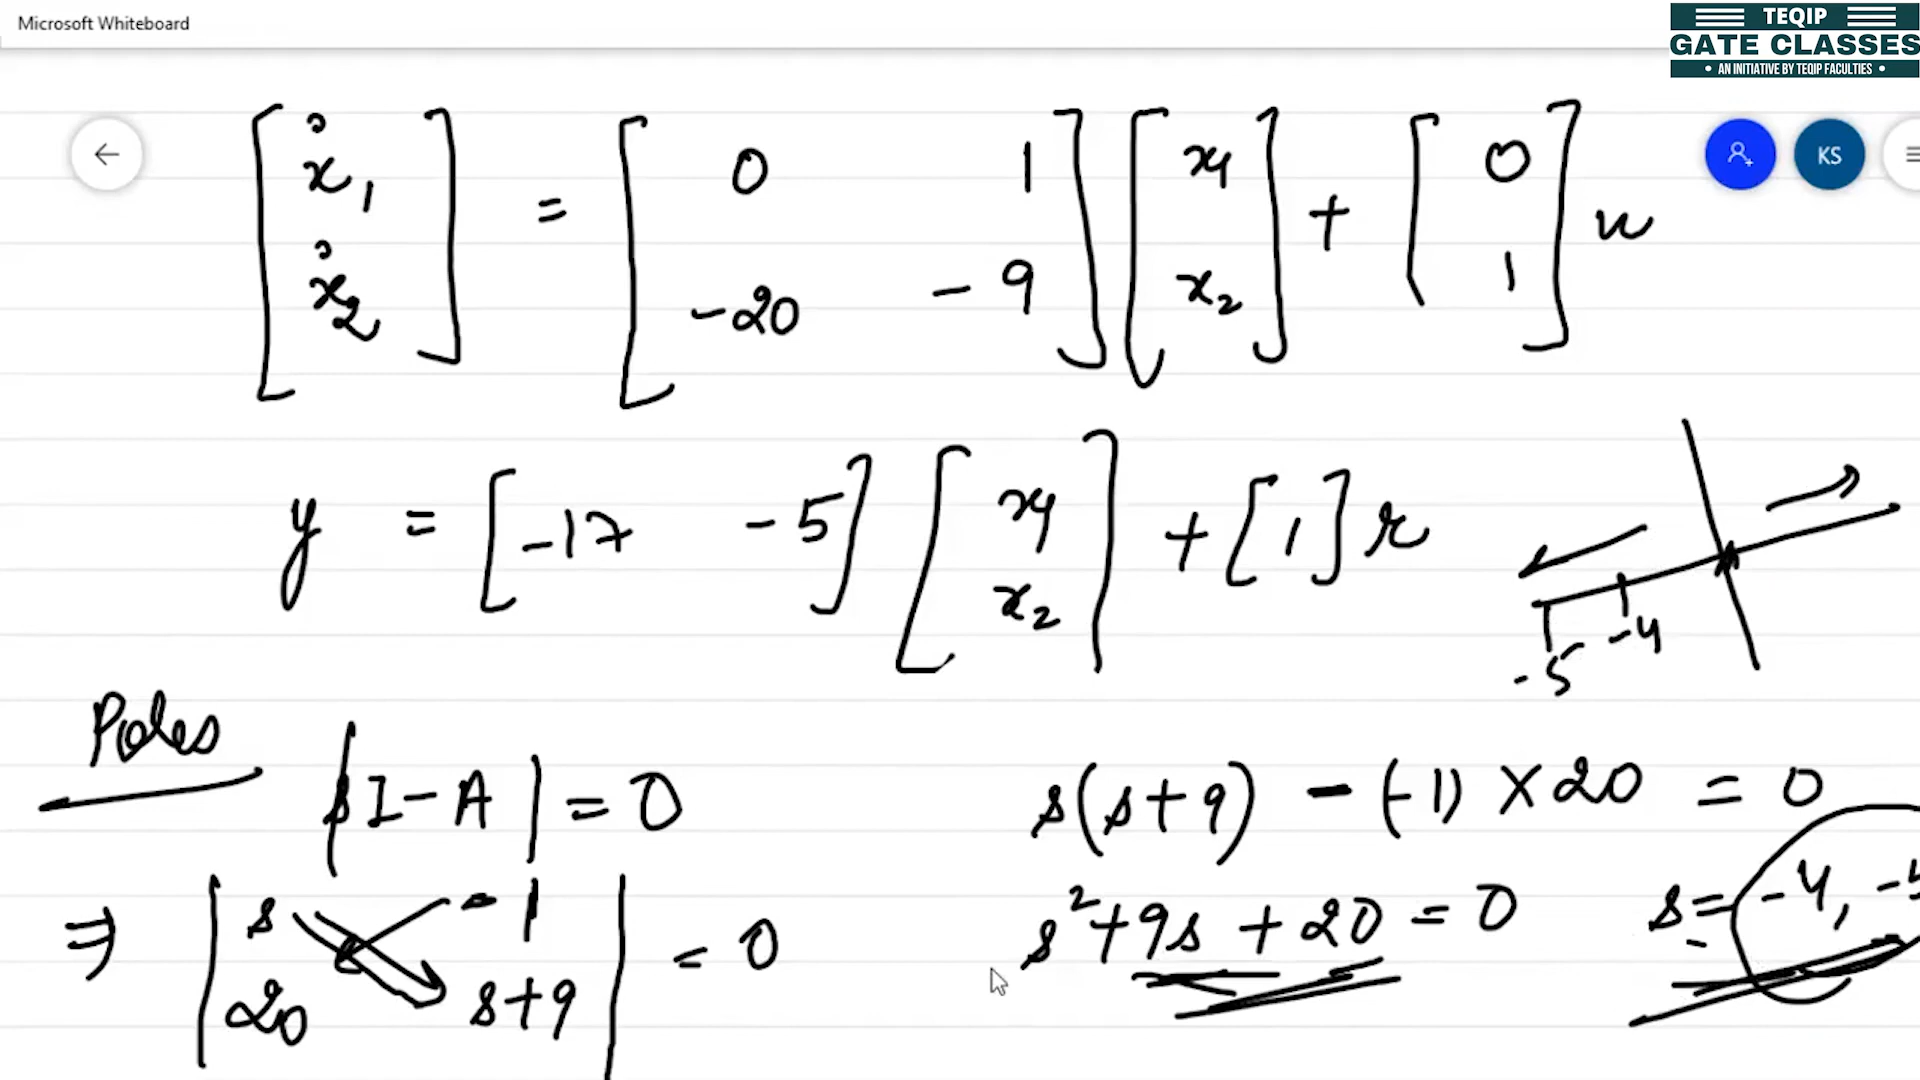 Microsoft Whiteboard
TEQIP
GATE CLASSES
• AN INITIATIVE BY TEQIP FACULTIES •
KS
[ẋ₁ ẋ₂] = [0 1 -20 -9] [x₁ x₂] + [0 1] u
y = [-17 -5] [x₁ x₂] + [1] r
-5 -4
Poles
|sI-A| = 0
s(s+9) - (-1) × 20 = 0
⇒ |s -1 20 s+9| = 0
s²+9s+20 = 0
s = -4, -5